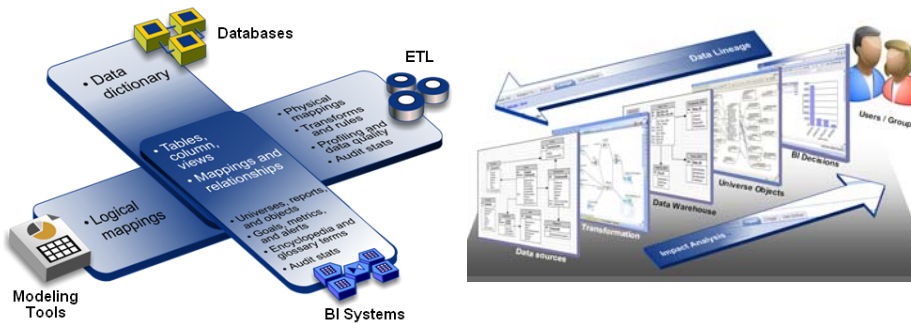 Databases
ETL
• Data
dictionary
• Physical
mappings
• Transforms
and rules
• Profiling and
data quality
• Audit stats
• Tables,
column,
views
• Mappings and
relationships
• Logical
mappings
• Universes, reports,
and objects
• Goals, metrics,
and alerts
• Encyclopedia and
glossary terms
• Audit stats
Modeling
Tools
BI Systems
Data Lineage
Users / Group
BI Decisions
Universe Objects
Data Warehouse
Transformation
Data sources
Impact Analysis